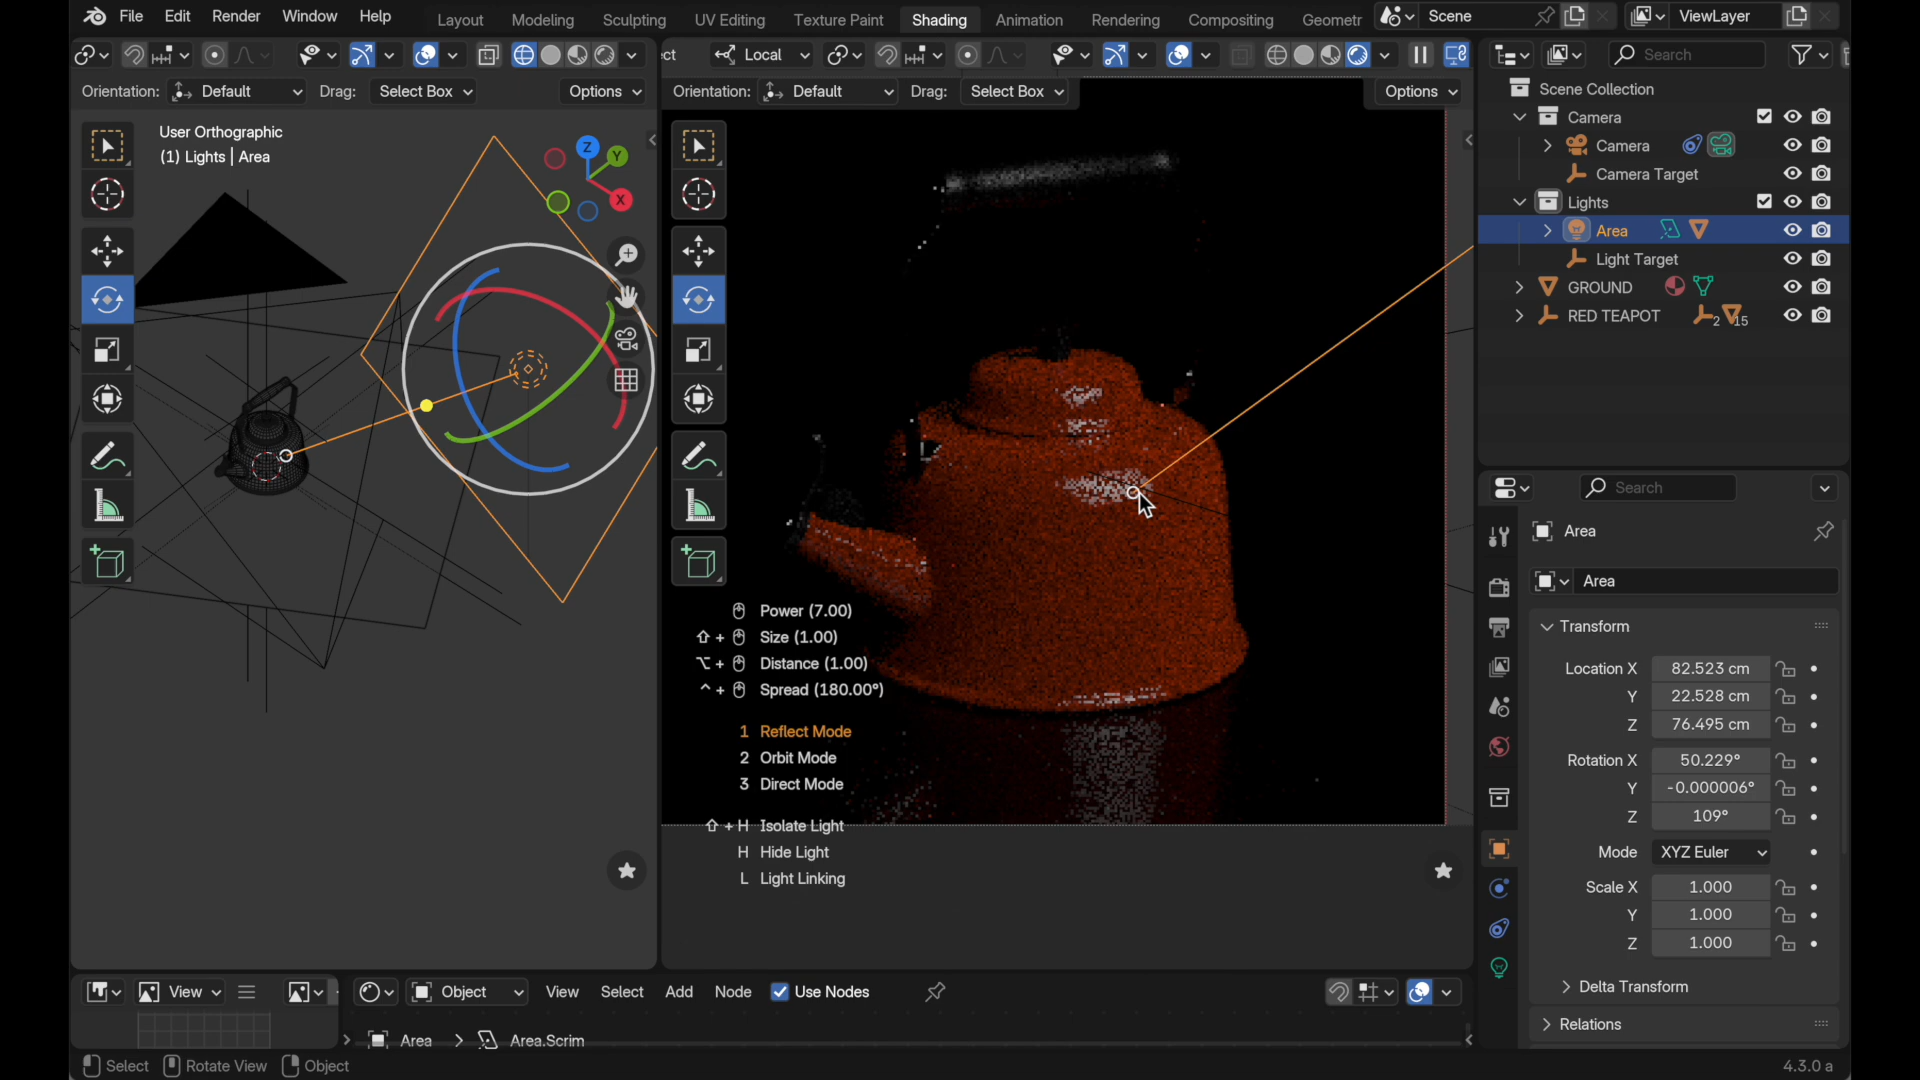 File Edit Render Window Help
Layout Modeling Sculpting UV Editing Texture Paint Shading Animation Rendering Compositing Geometr
Scene
ViewLayer
ect
Local
Search
Orientation: Default Drag: Select Box Options
Orientation: Default Drag: Select Box Options
User Orthographic
(1) Lights | Area
Z
Y
X
Scene Collection
Camera
Camera
Camera Target
Lights
Area
Light Target
GROUND
RED TEAPOT
2
15
Power (7.00)
+ Size (1.00)
+ Distance (1.00)
^ + Spread (180.00°)
1 Reflect Mode
2 Orbit Mode
3 Direct Mode
+ H Isolate Light
H Hide Light
L Light Linking
Search
Area
Area
Transform
Location X 82.523 cm
Y 22.528 cm
Z 76.495 cm
Rotation X 50.229°
Y -0.000006°
Z 109°
Mode XYZ Euler
Scale X 1.000
Y 1.000
Z 1.000
Delta Transform
Relations
View
Object View Select Add Node Use Nodes
Area > Area.Scrim
Select Rotate View Object
4.3.0 a